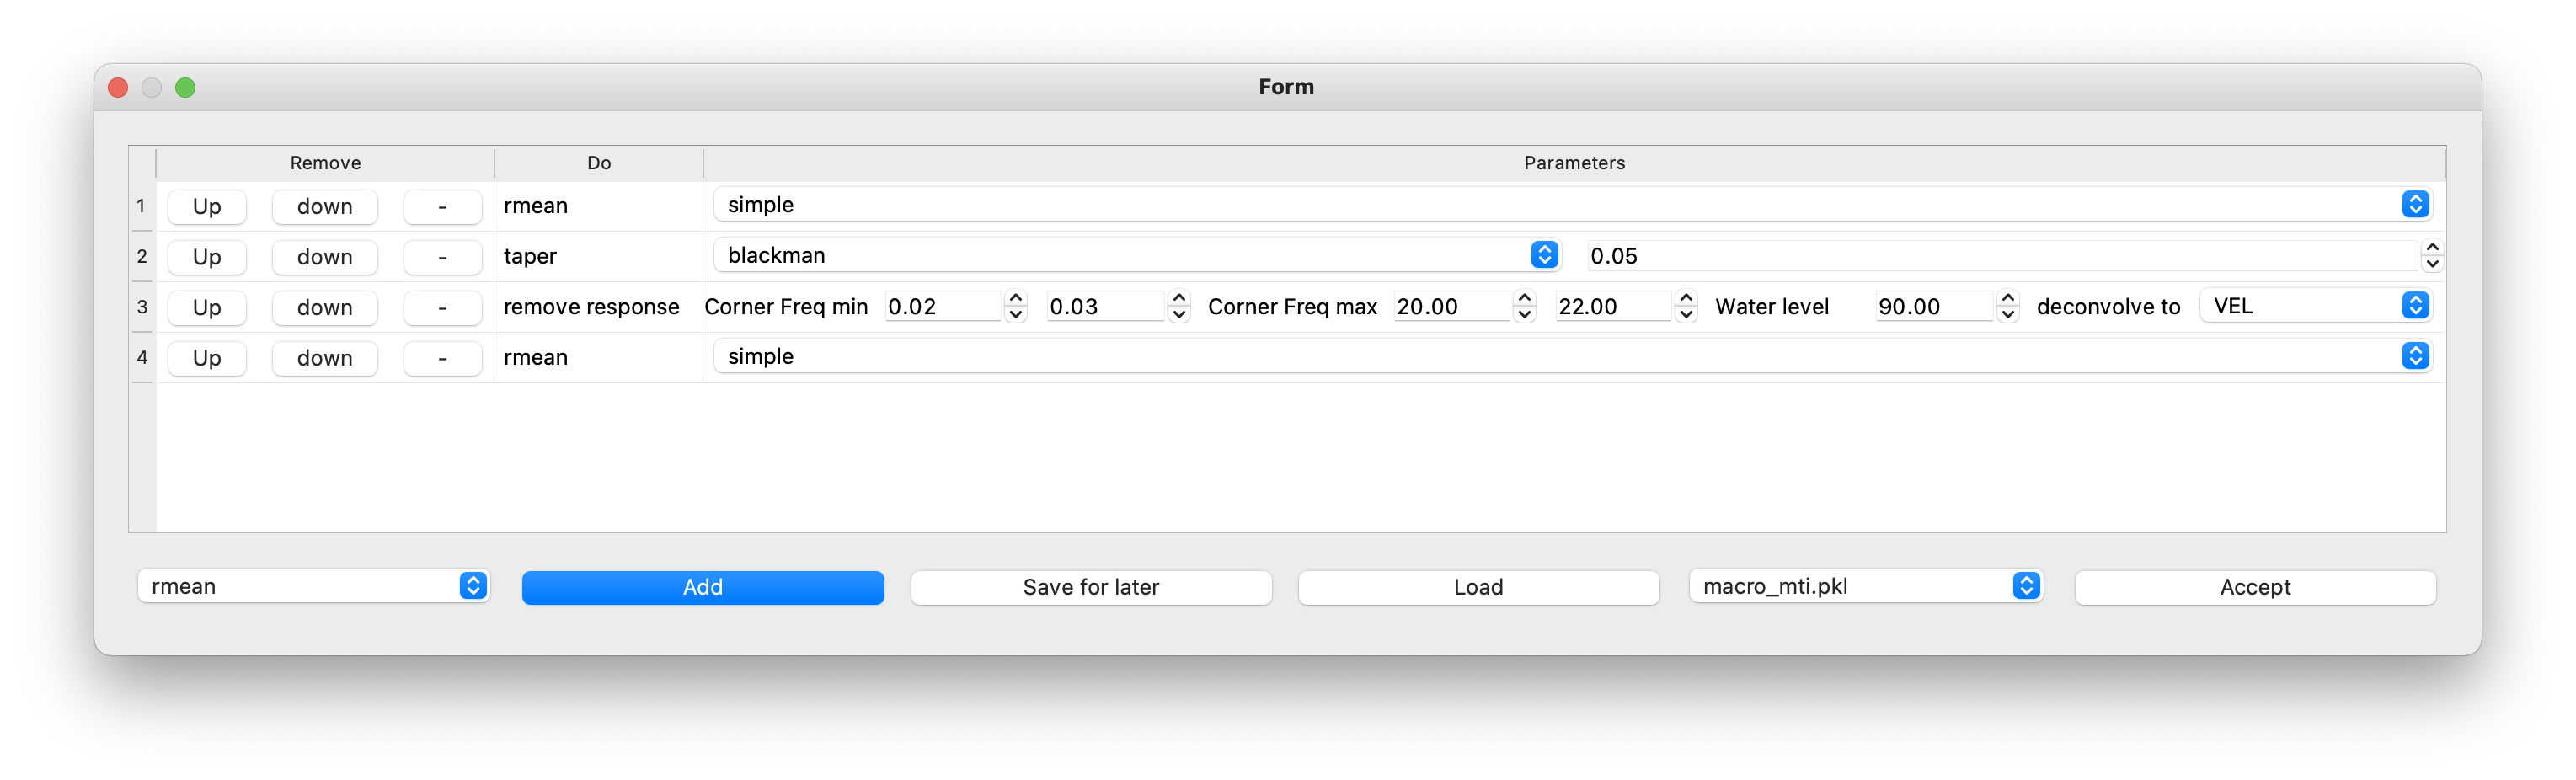 Form
Remove Do Parameters
1 Up down - rmean simple
2 Up down - taper blackman 0.05
3 Up down - remove response Corner Freq min 0.02 0.03 Corner Freq max 20.00 22.00 Water level 90.00 deconvolve to VEL
4 Up down - rmean simple
rmean Add Save for later Load macro_mti.pkl Accept